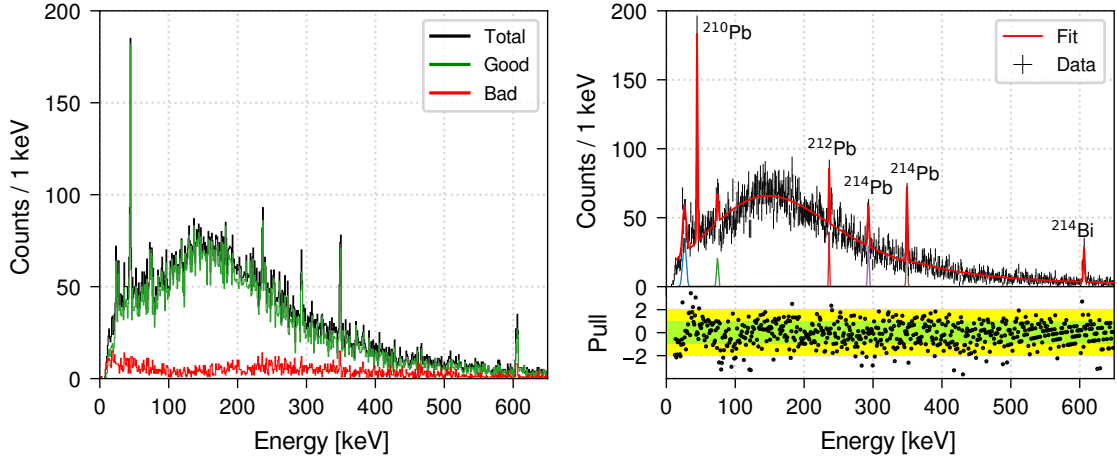 200
150
100
50
0
Counts / 1 keV
Total
Good
Bad
0 100 200 300 400 500 600
Energy [keV]
200
150
100
50
0
Counts / 1 keV
²¹⁰Pb
²¹²Pb
²¹⁴Pb
²¹⁴Pb
²¹⁴Bi
Fit
Data
2
0
−2
Pull
0 100 200 300 400 500 600
Energy [keV]